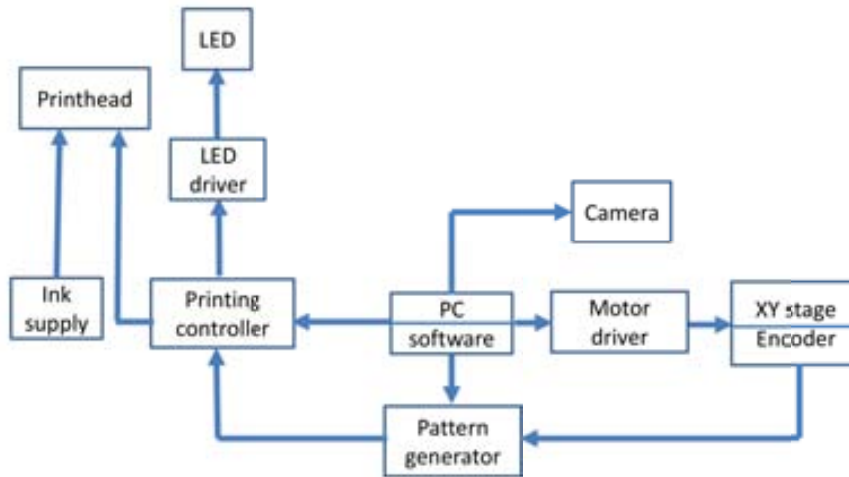 LED
Printhead
LED
driver
Camera
Ink
supply
Printing
controller
PC
software
Motor
driver
XY stage
Encoder
Pattern
generator